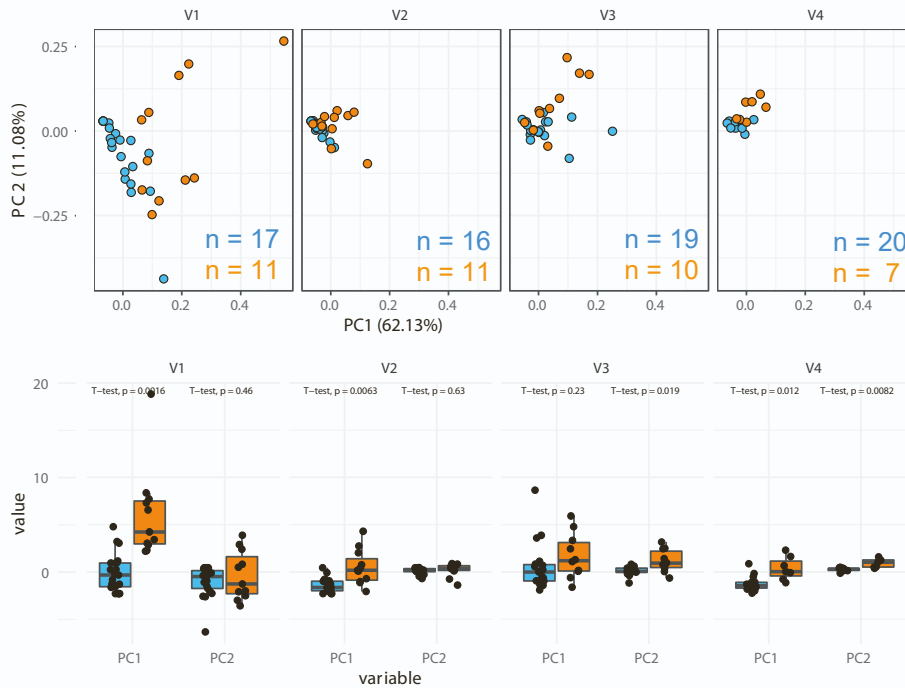 V1 V2 V3 V4
0.25
0.00
−0.25
PC2 (11.08%)
n = 17 n = 16 n = 19 n = 20
n = 11 n = 11 n = 10 n = 7
0.0 0.2 0.4 0.0 0.2 0.4 0.0 0.2 0.4 0.0 0.2 0.4
PC1 (62.13%)
V1 V2 V3 V4
20
T−test, p = 0.0016 T−test, p = 0.46 T−test, p = 0.0063 T−test, p = 0.63 T−test, p = 0.23 T−test, p = 0.019 T−test, p = 0.012 T−test, p = 0.0082
10
value
0
PC1 PC2 PC1 PC2 PC1 PC2 PC1 PC2
variable